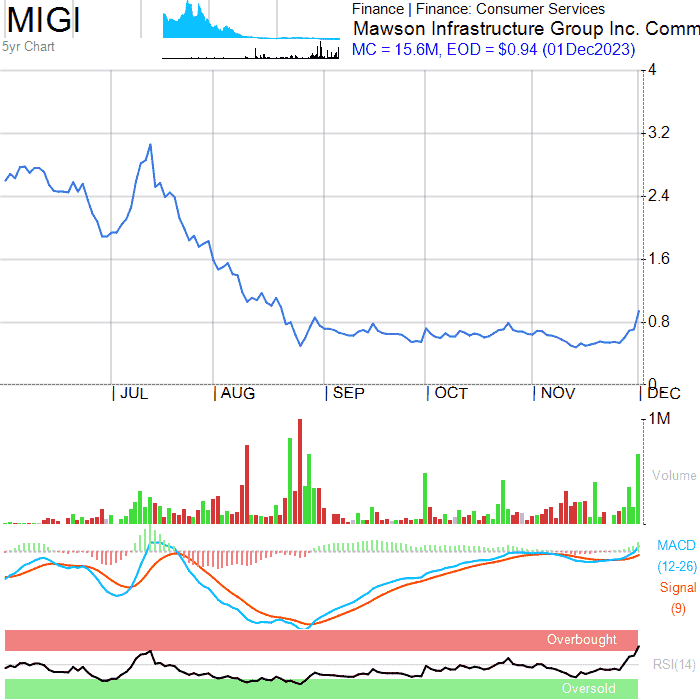 MIGI
5yr Chart
Finance | Finance: Consumer Services
Mawson Infrastructure Group Inc. Comm
MC = 15.6M, EOD = $0.94 (01Dec2023)
4
3.2
2.4
1.6
0.8
0
JUL AUG SEP OCT NOV DEC
1M
Volume
MACD
(12-26)
Signal
(9)
Overbought
RSI(14)
Oversold